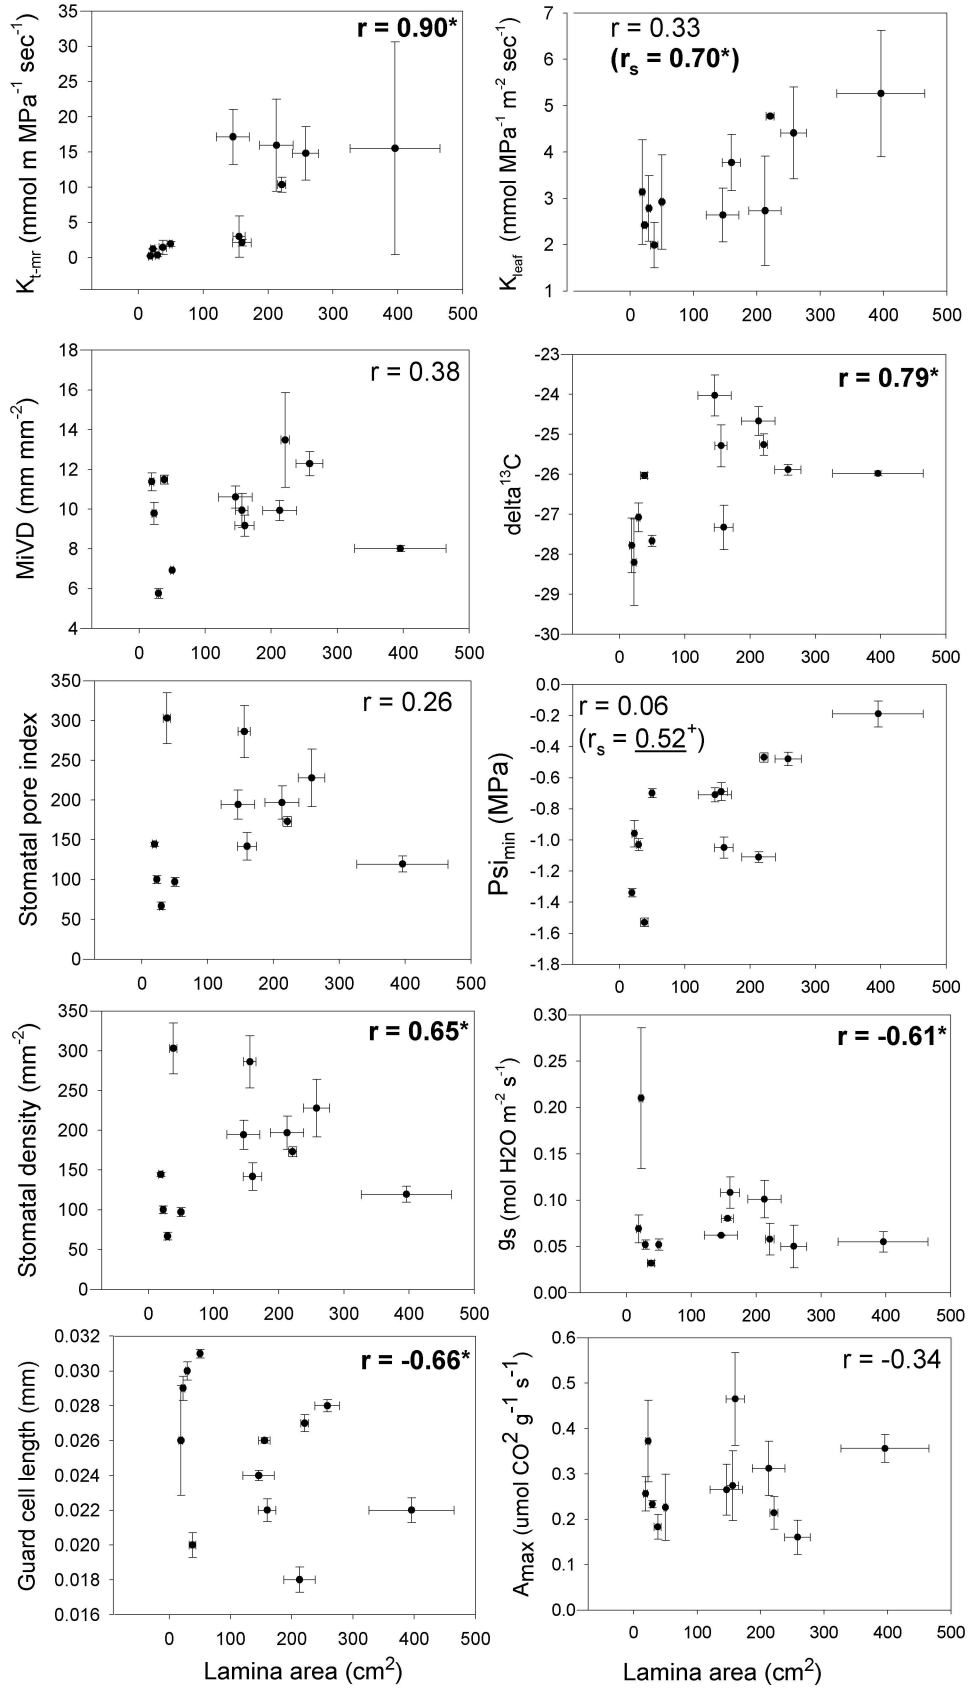 r = 0.90*
K_t-mr (mmol m MPa⁻¹ sec⁻¹)
35
30
25
20
15
10
5
0
0 100 200 300 400 500
r = 0.33
(r_s = 0.70*)
K_leaf (mmol MPa⁻¹ m⁻² sec⁻¹)
7
6
5
4
3
2
1
0 100 200 300 400 500
r = 0.38
MiVD (mm mm⁻²)
18
16
14
12
10
8
6
4
0 100 200 300 400 500
r = 0.79*
delta¹³C
-23
-24
-25
-26
-27
-28
-29
-30
0 100 200 300 400 500
r = 0.26
Stomatal pore index
350
300
250
200
150
100
50
0
0 100 200 300 400 500
r = 0.06
(r_s = 0.52⁺)
Psi_min (MPa)
0.0
-0.2
-0.4
-0.6
-0.8
-1.0
-1.2
-1.4
-1.6
-1.8
0 100 200 300 400 500
r = 0.65*
Stomatal density (mm⁻²)
350
300
250
200
150
100
50
0
0 100 200 300 400 500
r = -0.61*
g_s (mol H2O m⁻² s⁻¹)
0.30
0.25
0.20
0.15
0.10
0.05
0.00
0 100 200 300 400 500
r = -0.66*
Guard cell length (mm)
0.032
0.030
0.028
0.026
0.024
0.022
0.020
0.018
0.016
0 100 200 300 400 500
Lamina area (cm²)
r = -0.34
A_max (umol CO² g⁻¹ s⁻¹)
0.6
0.5
0.4
0.3
0.2
0.1
0.0
0 100 200 300 400 500
Lamina area (cm²)